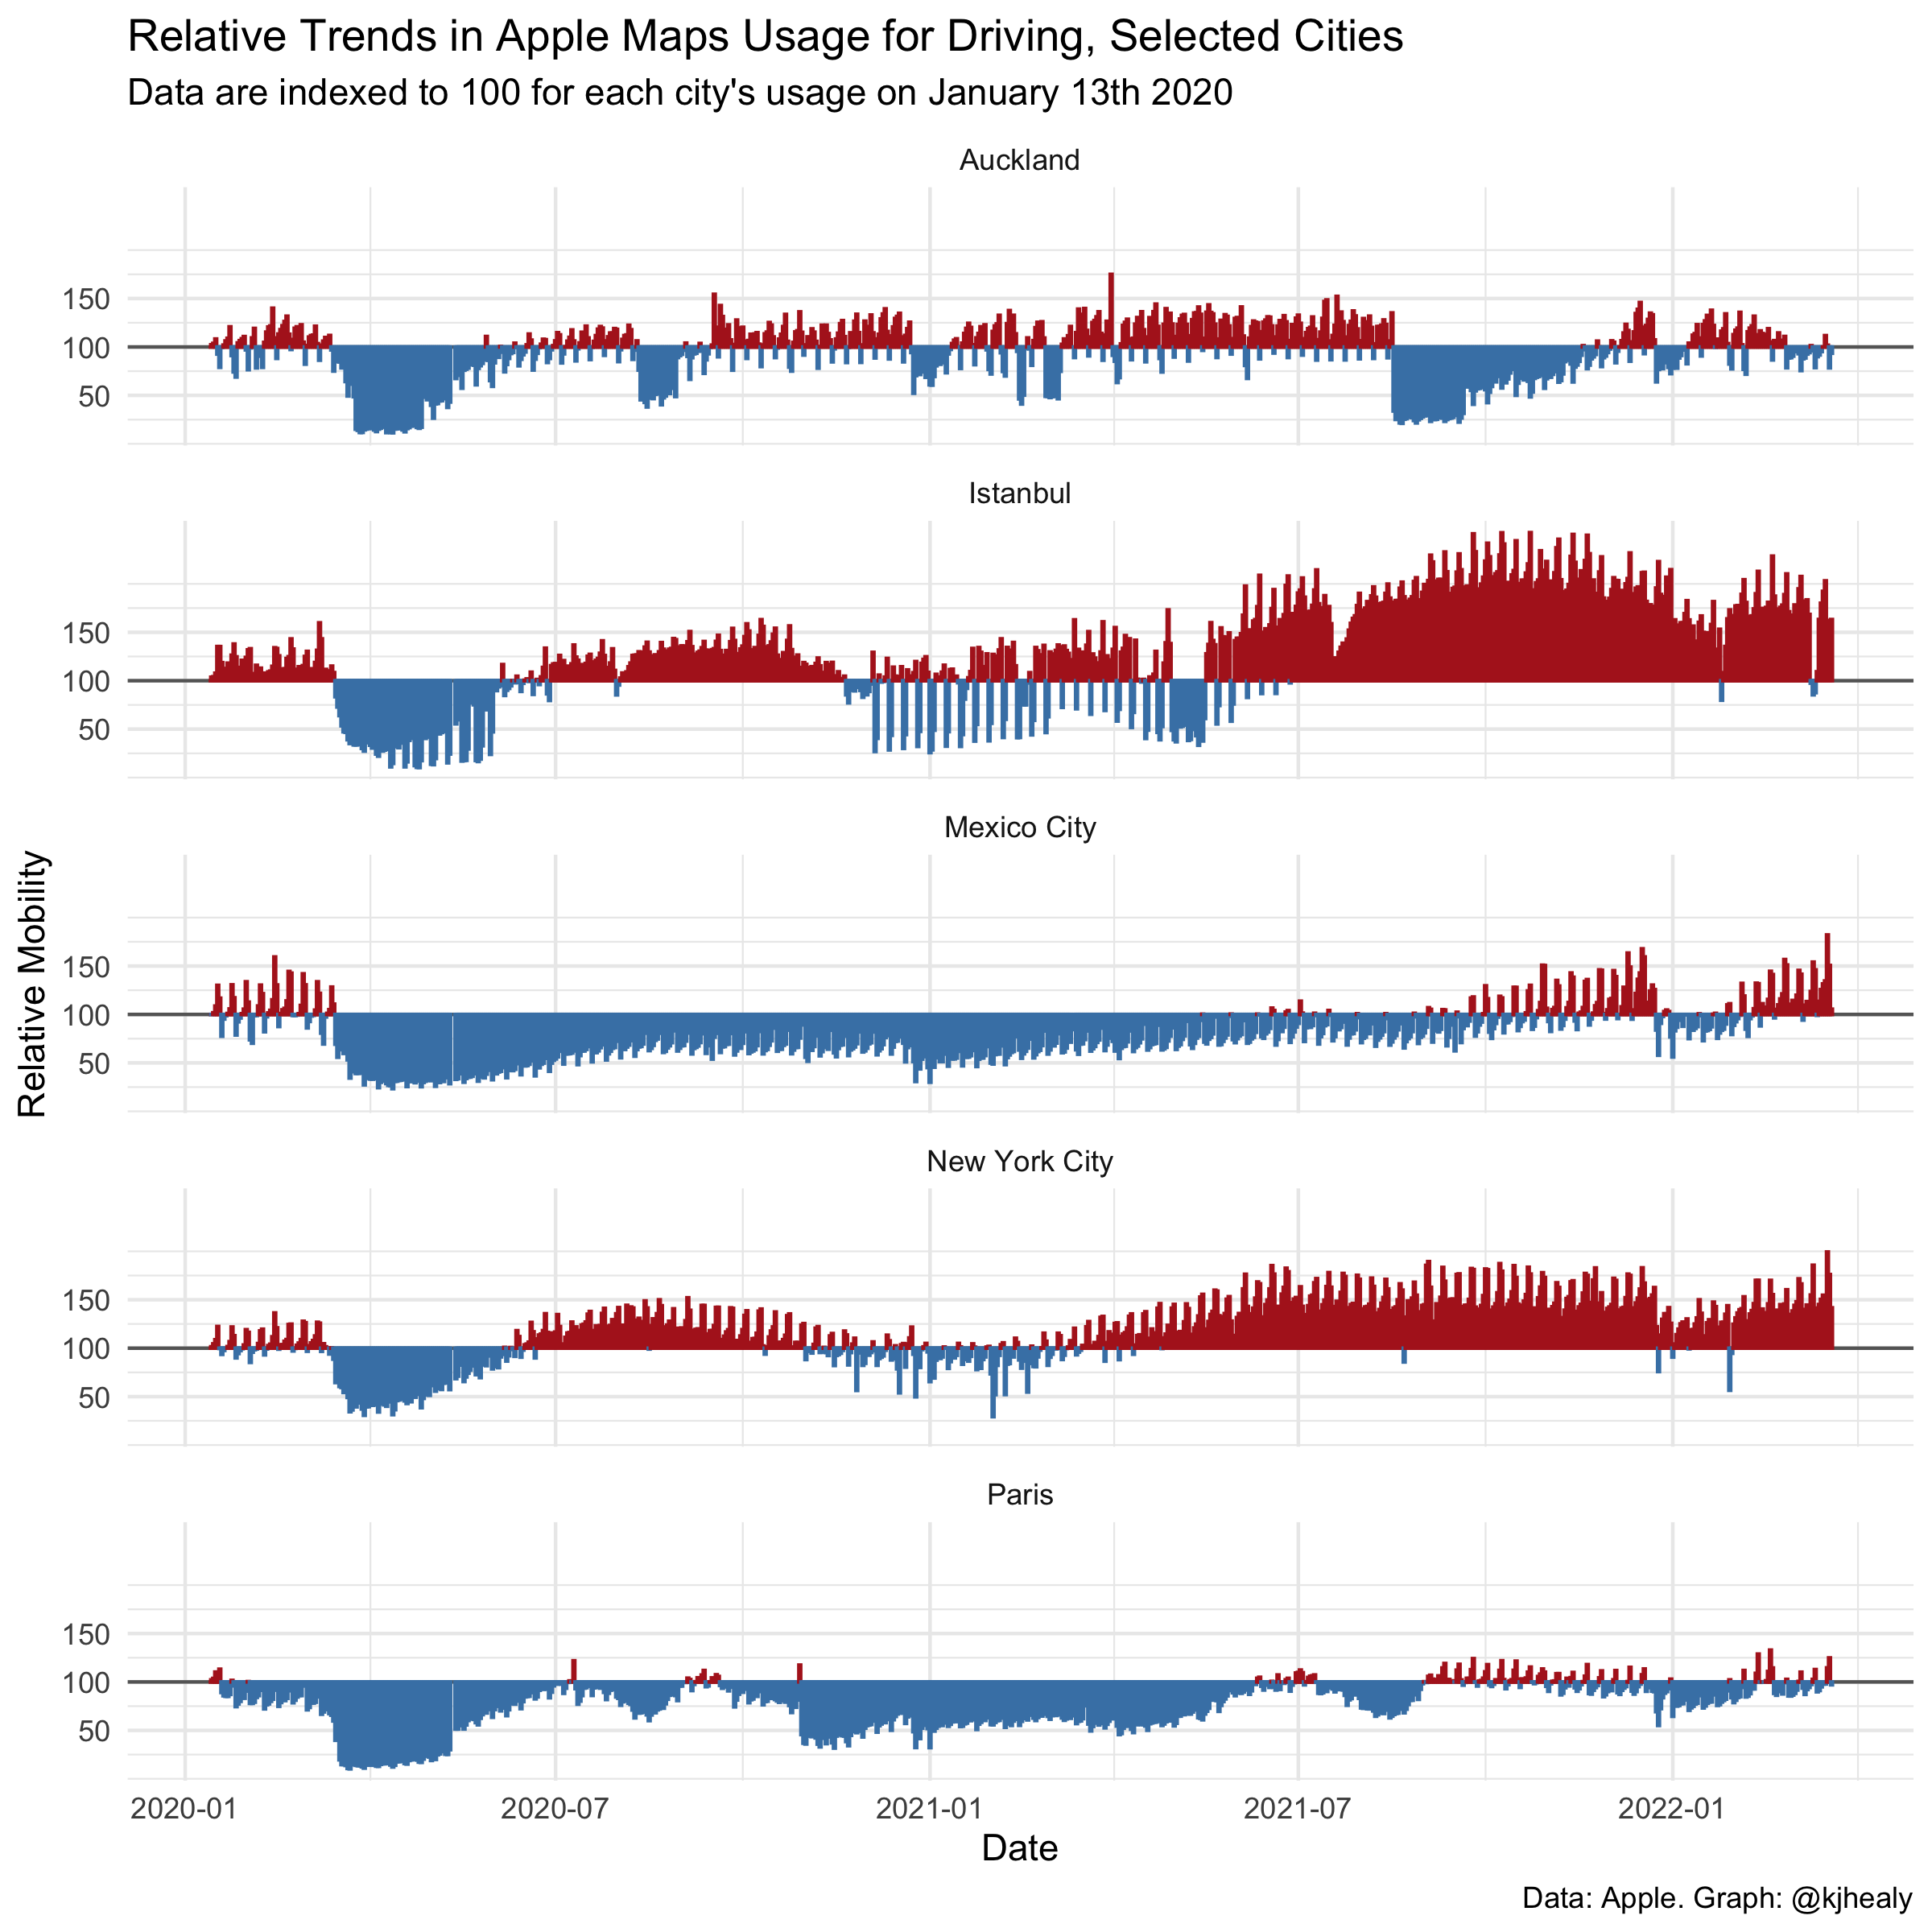 Relative Trends in Apple Maps Usage for Driving, Selected Cities
Data are indexed to 100 for each city's usage on January 13th 2020
Auckland
150
100
50
Istanbul
150
100
50
Mexico City
150
100
50
Relative Mobility
New York City
150
100
50
Paris
150
100
50
2020-01 2020-07 2021-01 2021-07 2022-01
Date
Data: Apple. Graph: @kjhealy